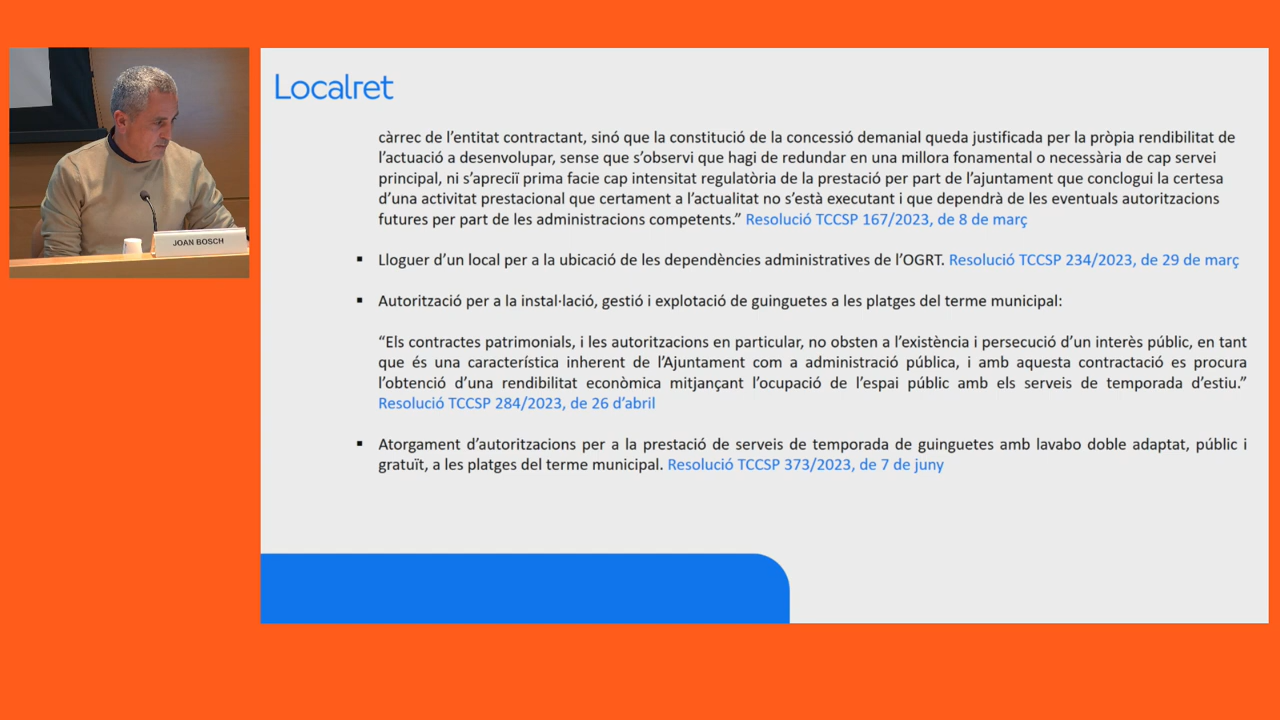 Localret
càrrec de l’entitat contractant, sinó que la constitució de la concessió demanial queda justificada per la pròpia rendibilitat de
l’actuació a desenvolupar, sense que s’observi que hagi de redundar en una millora fonamental o necessària de cap servei
principal, ni s’apreciï prima facie cap intensitat regulatòria de la prestació per part de l’ajuntament que conclogui la certesa
d’una activitat prestacional que certament a l’actualitat no s’està executant i que dependrà de les eventuals autoritzacions
futures per part de les administracions competents.” Resolució TCCSP 167/2023, de 8 de març
▪ Lloguer d’un local per a la ubicació de les dependències administratives de l’OGRT. Resolució TCCSP 234/2023, de 29 de març
▪ Autorització per a la instal·lació, gestió i explotació de guinguetes a les platges del terme municipal:
“Els contractes patrimonials, i les autoritzacions en particular, no obsten a l’existència i persecució d’un interès públic, en tant
que és una característica inherent de l’Ajuntament com a administració pública, i amb aquesta contractació es procura
l’obtenció d’una rendibilitat econòmica mitjançant l’ocupació de l’espai públic amb els serveis de temporada d’estiu.”
Resolució TCCSP 284/2023, de 26 d’abril
▪ Atorgament d’autoritzacions per a la prestació de serveis de temporada de guinguetes amb lavabo doble adaptat, públic i
gratuït, a les platges del terme municipal. Resolució TCCSP 373/2023, de 7 de juny
JOAN BOSCH